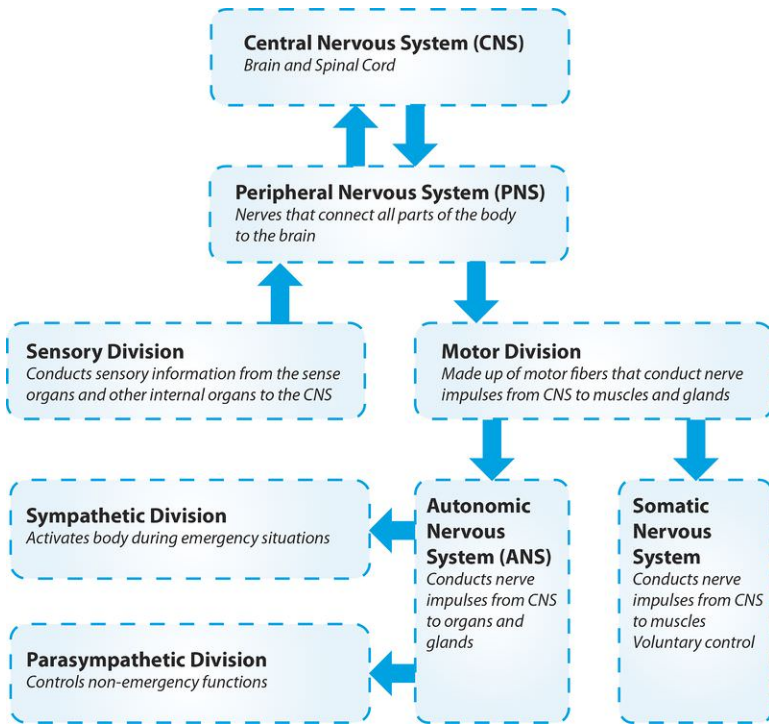 Central Nervous System (CNS)
Brain and Spinal Cord
Peripheral Nervous System (PNS)
Nerves that connect all parts of the body
to the brain
Sensory Division
Conducts sensory information from the sense
organs and other internal organs to the CNS
Motor Division
Made up of motor fibers that conduct nerve
impulses from CNS to muscles and glands
Sympathetic Division
Activates body during emergency situations
Parasympathetic Division
Controls non-emergency functions
Autonomic
Nervous
System (ANS)
Conducts nerve
impulses from CNS
to organs and
glands
Somatic
Nervous
System
Conducts nerve
impulses from CNS
to muscles
Voluntary control